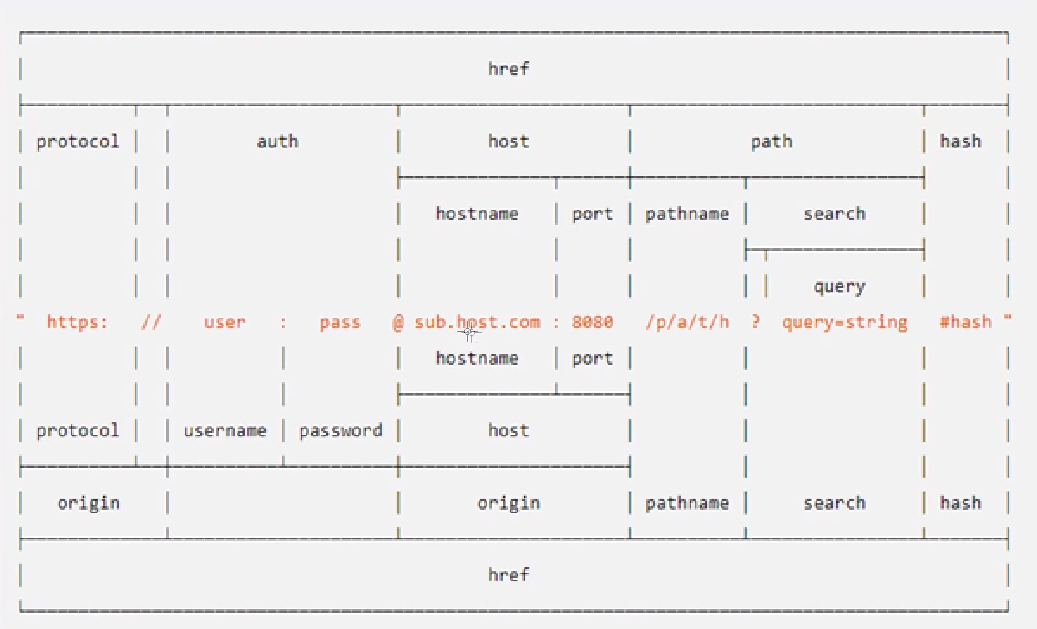 href
protocol auth host path hash
hostname port pathname search
query
" https: // user : pass @ sub.host.com : 8080 /p/a/t/h ? query=string #hash "
hostname port
protocol username password host
origin origin pathname search hash
href